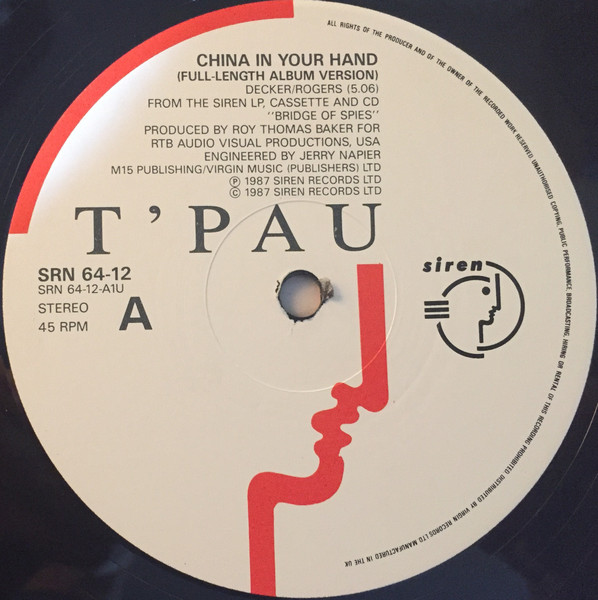 CHINA IN YOUR HAND
(FULL-LENGTH ALBUM VERSION)
DECKER/ROGERS (5.06)
FROM THE SIREN LP, CASSETTE AND CD
"BRIDGE OF SPIES"
PRODUCED BY ROY THOMAS BAKER FOR
RTB AUDIO VISUAL PRODUCTIONS, USA
ENGINEERED BY JERRY NAPIER
M15 PUBLISHING/VIRGIN MUSIC (PUBLISHERS) LTD
Ⓟ 1987 SIREN RECORDS LTD
© 1987 SIREN RECORDS LTD
T'PAU
SRN 64-12
SRN 64-12-A1U
STEREO
45 RPM
A
siren
ALL RIGHTS OF THE PRODUCER AND OF THE OWNER OF THE RECORDED WORK RESERVED UNAUTHORISED COPYING, PUBLIC PERFORMANCE BROADCASTING, HIRING OR RENTAL OF THIS RECORDING PROHIBITED DISTRIBUTED BY VIRGIN RECORDS LTD MANUFACTURED IN THE UK